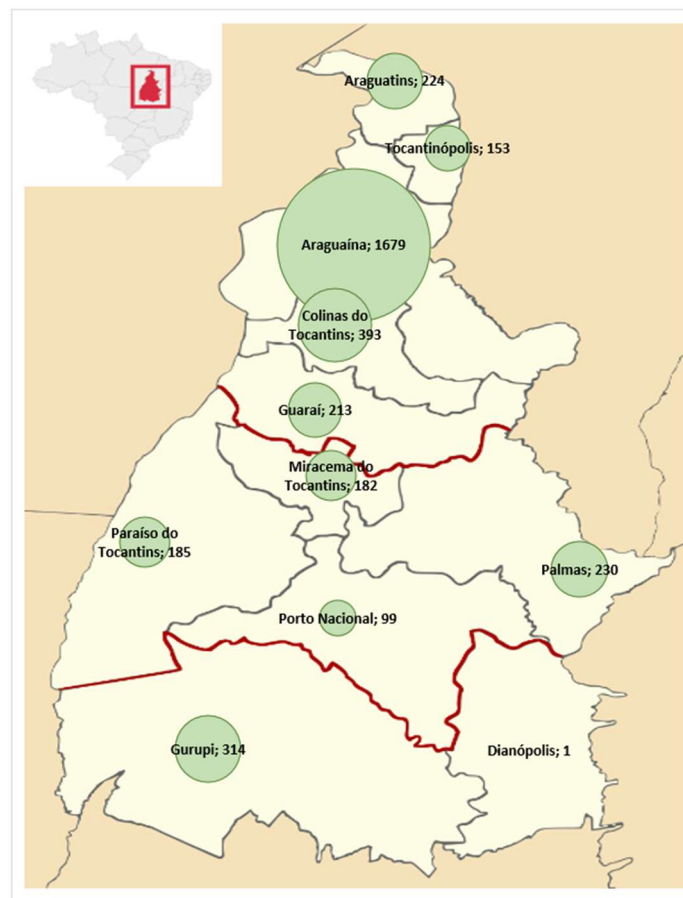 Araguatins; 224
Tocantinópolis; 153
Araguaína; 1679
Colinas do
Tocantins; 393
Guaraí; 213
Miracema do
Tocantins; 182
Paraíso do
Tocantins; 185
Palmas; 230
Porto Nacional; 99
Gurupi; 314
Dianópolis; 1